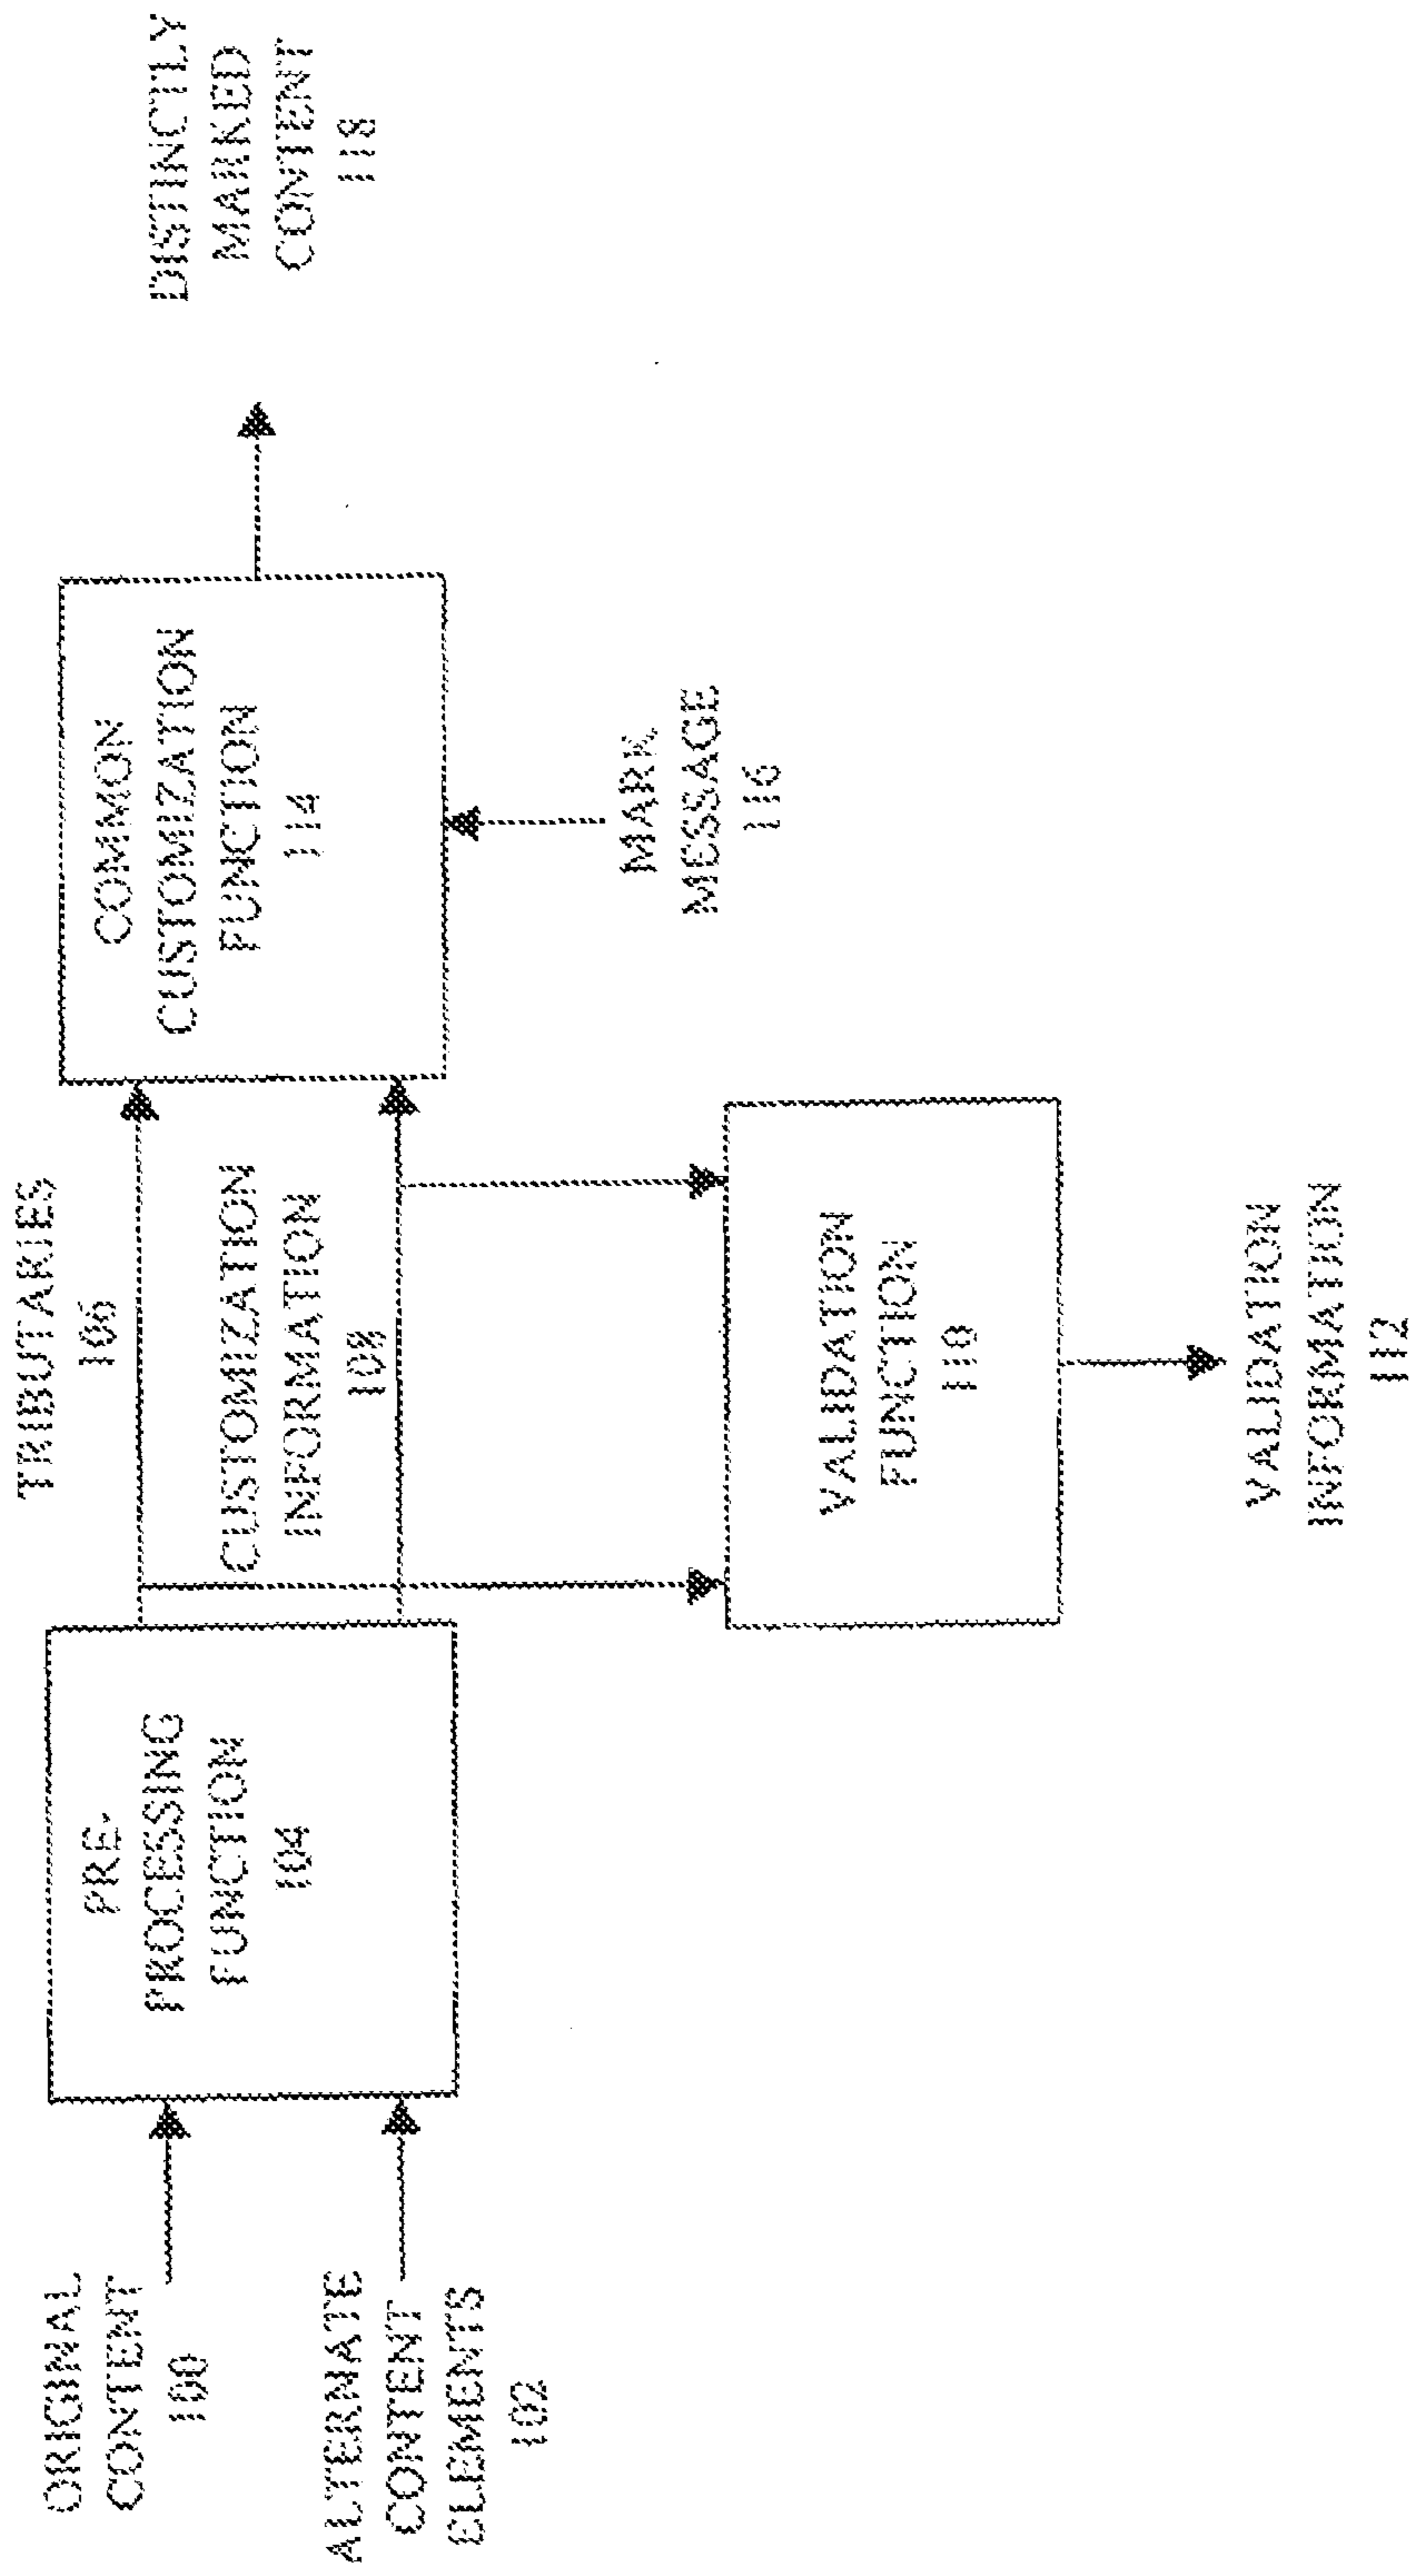 ORIGINAL
CONTENT
100
ALTERNATE
CONTENT
ELEMENTS
102
PRE-
PROCESSING
FUNCTION
104
TRIBUTARIES
106
CUSTOMIZATION
INFORMATION
108
VALIDATION
FUNCTION
110
VALIDATION
INFORMATION
112
COMMON
CUSTOMIZATION
FUNCTION
114
MARK
MESSAGE
116
DISTINCTLY
MARKED
CONTENT
118